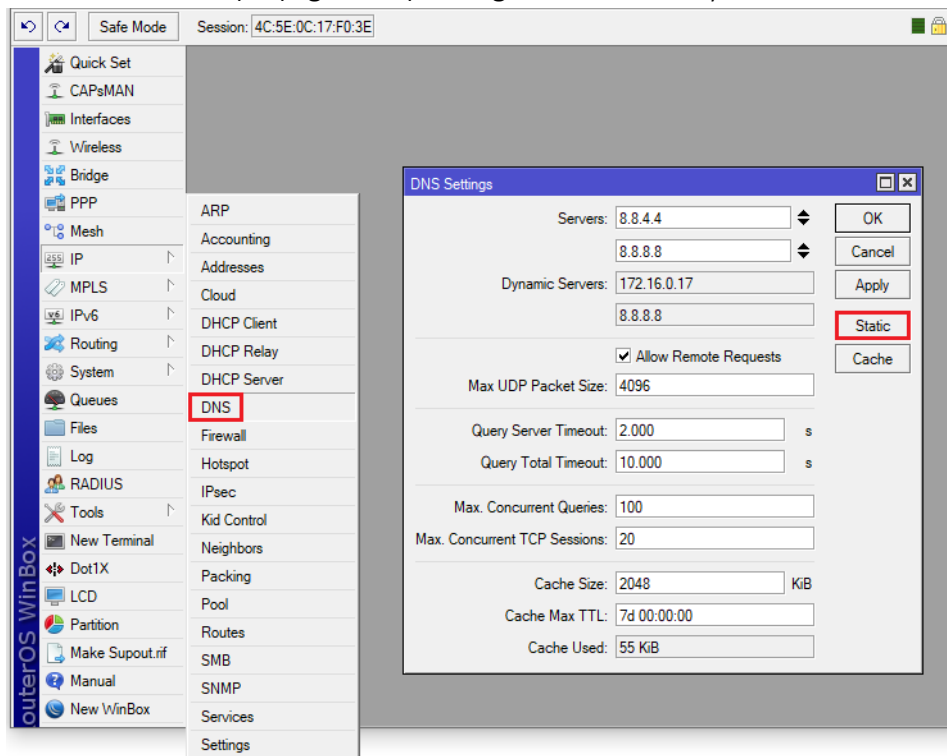 Safe Mode
Session: 4C:5E:0C:17:F0:3E
Quick Set
CAPsMAN
Interfaces
Wireless
Bridge
PPP
Mesh
IP
MPLS
IPv6
Routing
System
Queues
Files
Log
RADIUS
Tools
New Terminal
Dot1X
LCD
Partition
Make Supout.rif
Manual
New WinBox
outerOS WinBox
ARP
Accounting
Addresses
Cloud
DHCP Client
DHCP Relay
DHCP Server
DNS
Firewall
Hotspot
IPsec
Kid Control
Neighbors
Packing
Pool
Routes
SMB
SNMP
Services
Settings
DNS Settings
Servers: 8.8.4.4
8.8.8.8
Dynamic Servers: 172.16.0.17
8.8.8.8
Allow Remote Requests
Max UDP Packet Size: 4096
Query Server Timeout: 2.000 s
Query Total Timeout: 10.000 s
Max. Concurrent Queries: 100
Max. Concurrent TCP Sessions: 20
Cache Size: 2048 KiB
Cache Max TTL: 7d 00:00:00
Cache Used: 55 KiB
OK
Cancel
Apply
Static
Cache